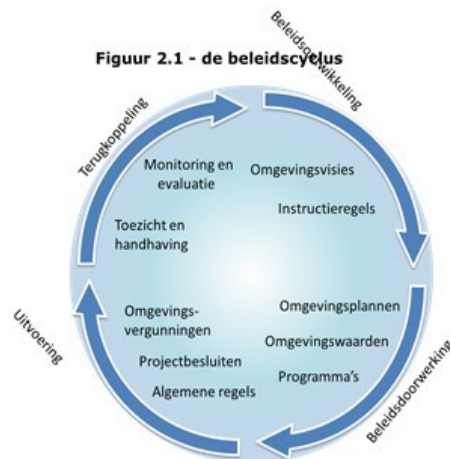 Figuur 2.1 - de beleidscyclus
Beleidsontwikkeling
Terugkoppeling
Monitoring en
evaluatie
Omgevingsvisies
Instructieregels
Toezicht en
handhaving
Omgevings-
vergunningen
Projectbesluiten
Algemene regels
Omgevingsplannen
Omgevingswaarden
Programma's
Uitvoering
Beleidsdoorwerking